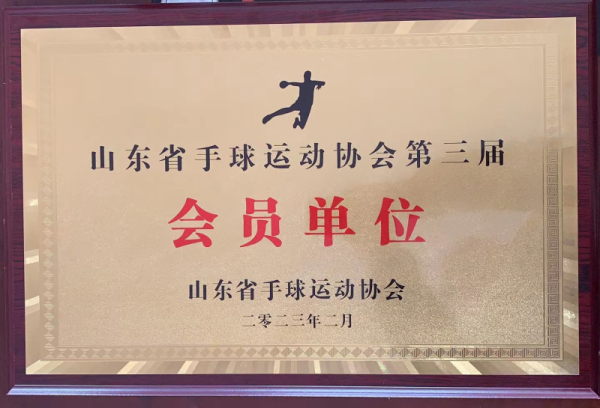 山东省手球运动协会第三届
会员单位
山东省手球运动协会
二零二三年二月